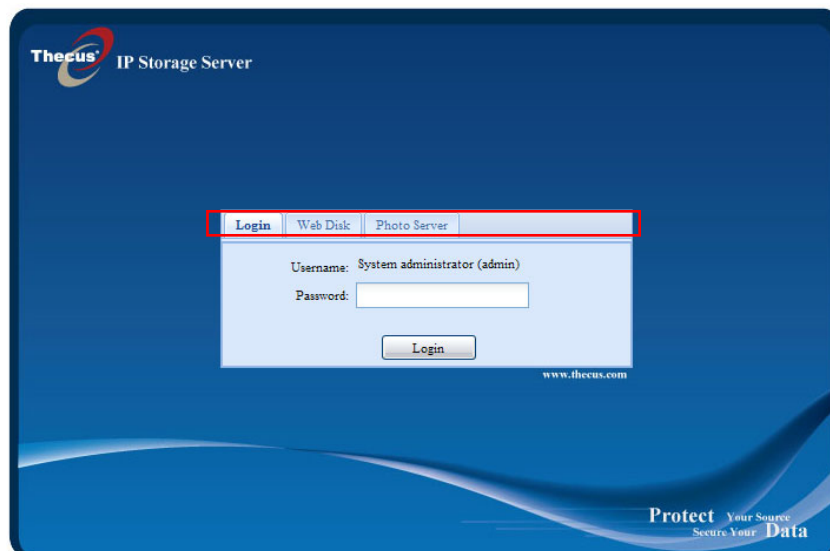 Thecus
IP Storage Server
Login Web Disk Photo Server
Username: System administrator (admin)
Password:
Login
www.thecus.com
Protect Your Source
Secure Your Data